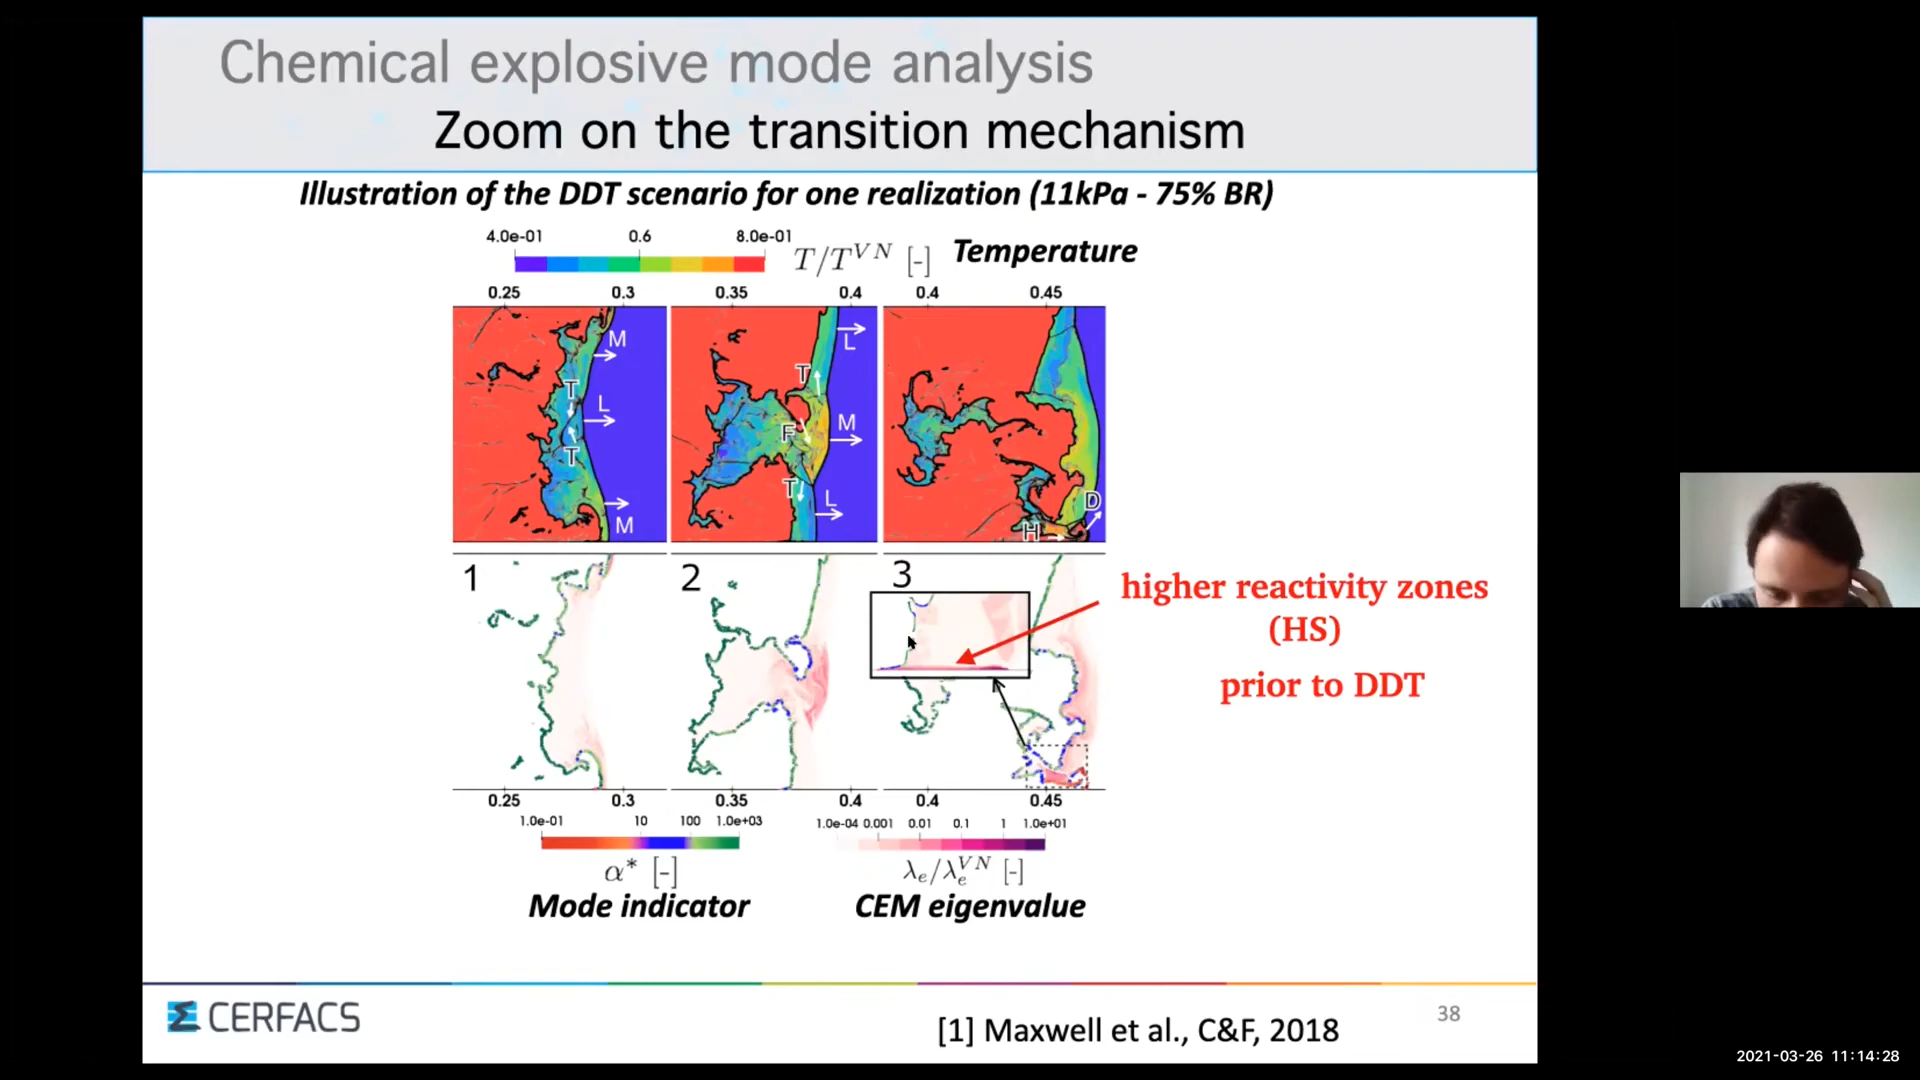 Chemical explosive mode analysis
Zoom on the transition mechanism
Illustration of the DDT scenario for one realization (11kPa - 75% BR)
4.0e-01 0.6 8.0e-01
T/T^{VN} [-] Temperature
0.25 0.3 0.35 0.4 0.4 0.45
M
T
L
T
M
L
T
M
F
T
L
D
H
1 2 3
higher reactivity zones
(HS)
prior to DDT
0.25 0.3 0.35 0.4 0.4 0.45
1.0e-01 10 100 1.0e+03
1.0e-04 0.001 0.01 0.1 1 1.0e+01
α* [-]
λ_e/λ_e^{VN} [-]
Mode indicator
CEM eigenvalue
CERFACS
[1] Maxwell et al., C&F, 2018
38
2021-03-26 11:14:28